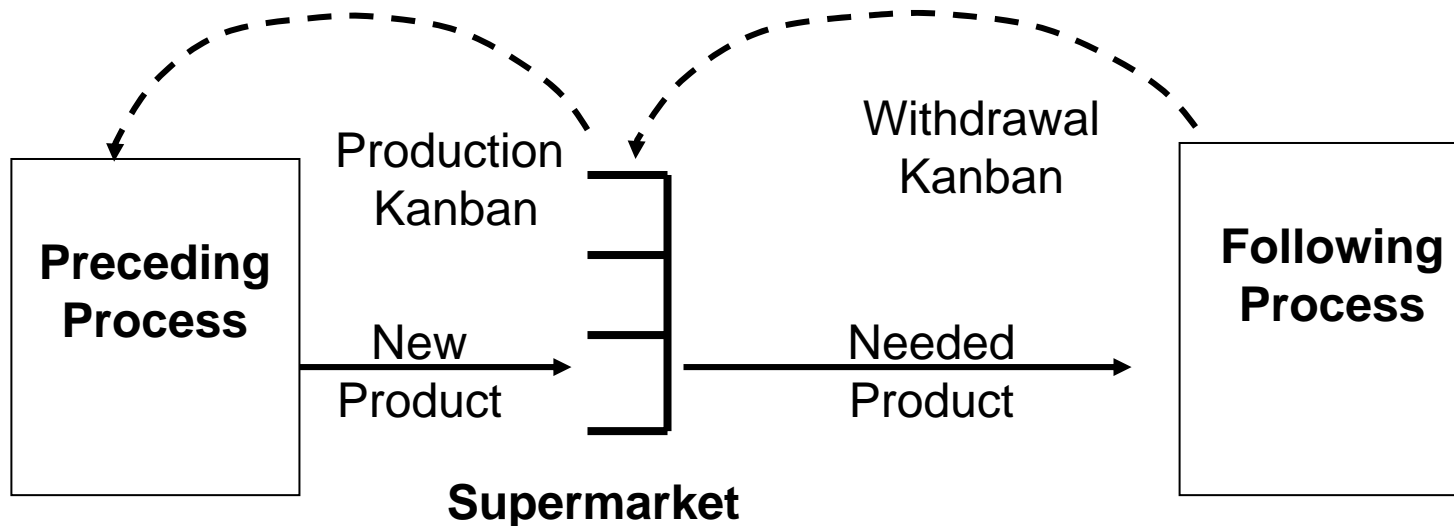 Production
Kanban
Withdrawal
Kanban
Preceding
Process
Following
Process
New
Product
Needed
Product
Supermarket